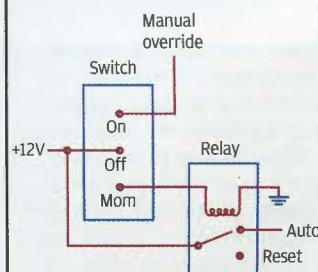 Manual
override
Switch
On
+12V
Off
Relay
Mom
Auto
Reset